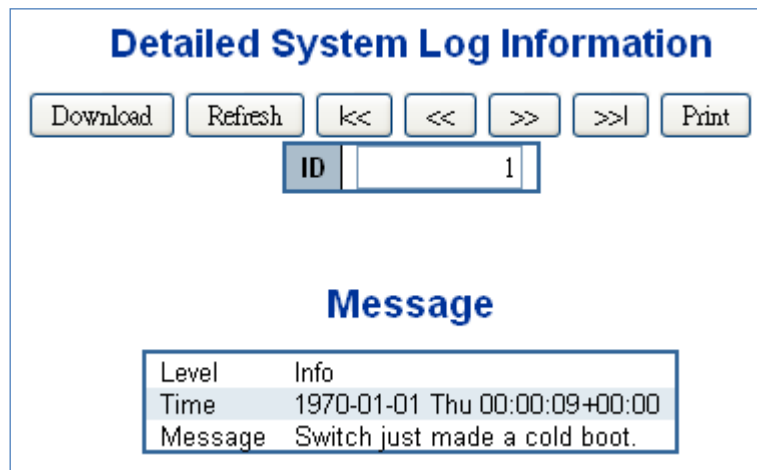 Detailed System Log Information
Download Refresh |<< << >> >>| Print
ID 1
Message
Level Info
Time 1970-01-01 Thu 00:00:09+00:00
Message Switch just made a cold boot.